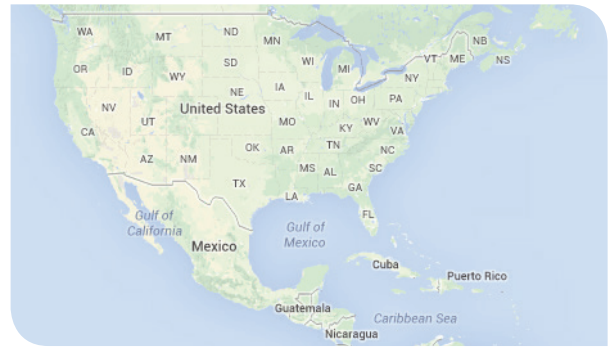 WA
MT
ND
MN
NB
OR
ID
SD
WI
MI
VT
ME
NS
WY
NY
NE
IA
IL
IN
OH
PA
NV
UT
United States
MO
KY
WV
VA
CA
OK
AR
TN
NC
AZ
NM
MS
AL
SC
TX
GA
LA
FL
Gulf of
California
Gulf of
Mexico
Mexico
Cuba
Puerto Rico
Guatemala
Caribbean Sea
Nicaragua